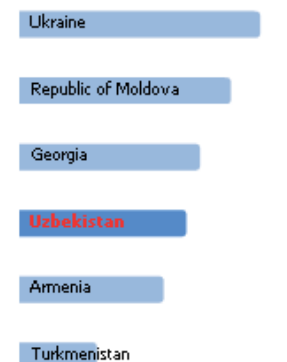 Ukraine
Republic of Moldova
Georgia
Uzbekistan
Armenia
Turkmenistan